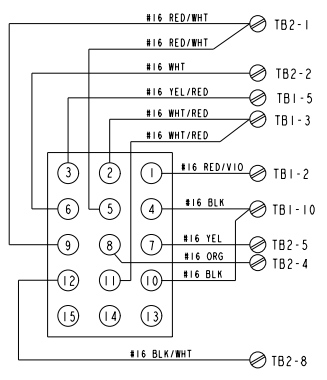 #16 RED/WHT
TB2-1
#16 RED/WHT
#16 WHT
TB2-2
#16 YEL/RED
TB1-5
#16 WHT/RED
TB1-3
#16 WHT/RED
3 2 1
#16 RED/VIO
TB1-2
6 5 4
#16 BLK
TB1-10
9 8 7
#16 YEL
TB2-5
#16 ORG
TB2-4
12 11 10
#16 BLK
15 14 13
#16 BLK/WHT
TB2-8